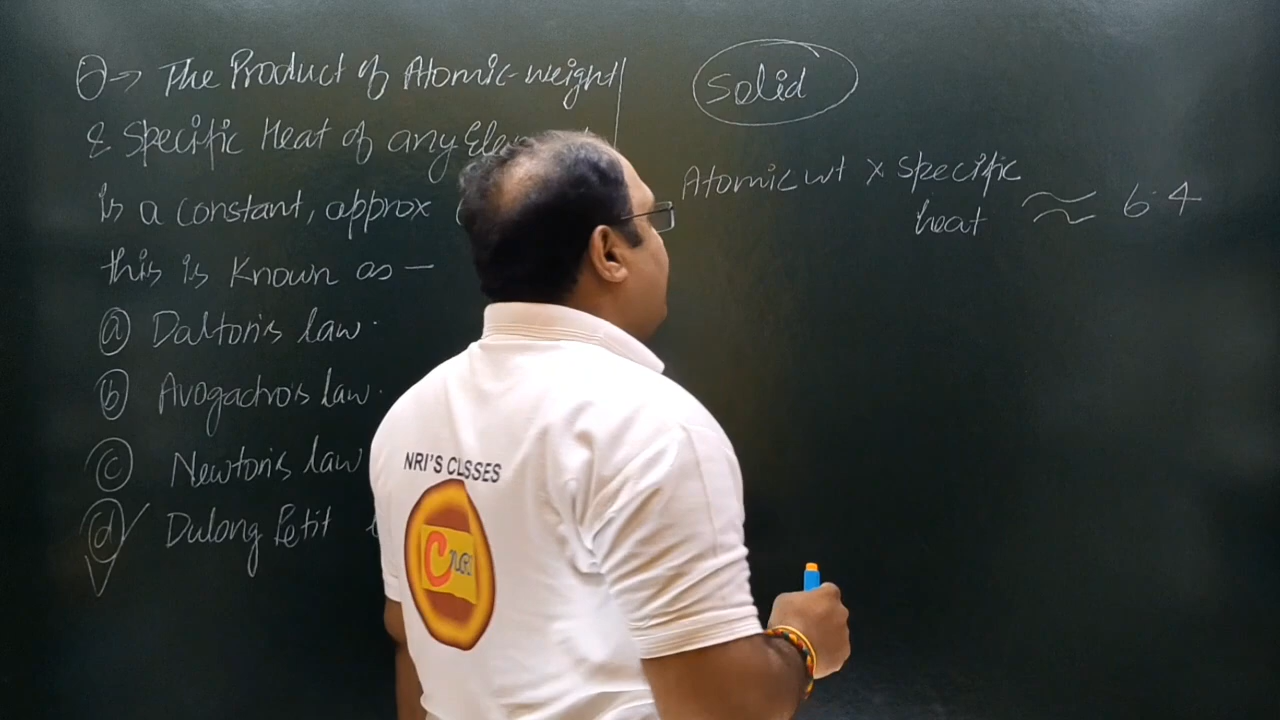 Q→ The Product of Atomic-weight
& Specific Heat of any
is a constant, approx
this is Known as —
(a) Dalton's law.
(b) Avogadro's law.
(c) Newton's law
(d) Dulong Petit
Solid
Atomic wt × specific
heat ≈ 6.4
NRI'S CLSSES